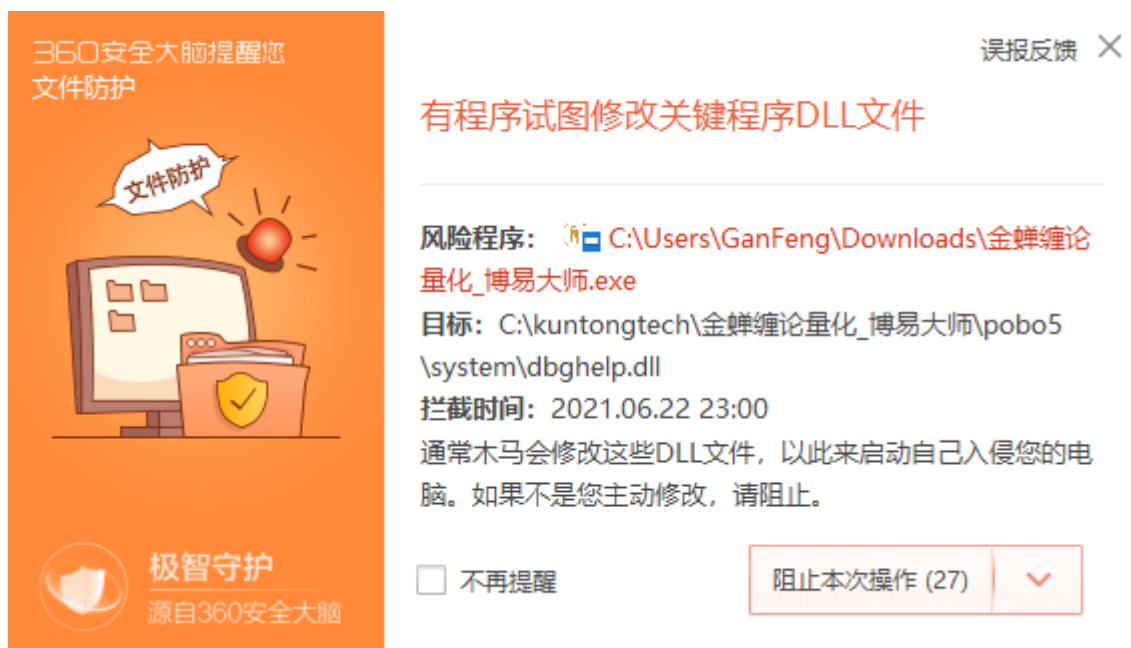 360安全大脑提醒您
文件防护
文件防护
极智守护
源自360安全大脑
误报反馈
有程序试图修改关键程序DLL文件
风险程序： C:\Users\GanFeng\Downloads\金蝉缠论
量化_博易大师.exe
目标：C:\kuntongtech\金蝉缠论量化_博易大师\pobo5
\system\dbghelp.dll
拦截时间：2021.06.22 23:00
通常木马会修改这些DLL文件，以此来启动自己入侵您的电
脑。如果不是您主动修改，请阻止。
不再提醒
阻止本次操作 (27)